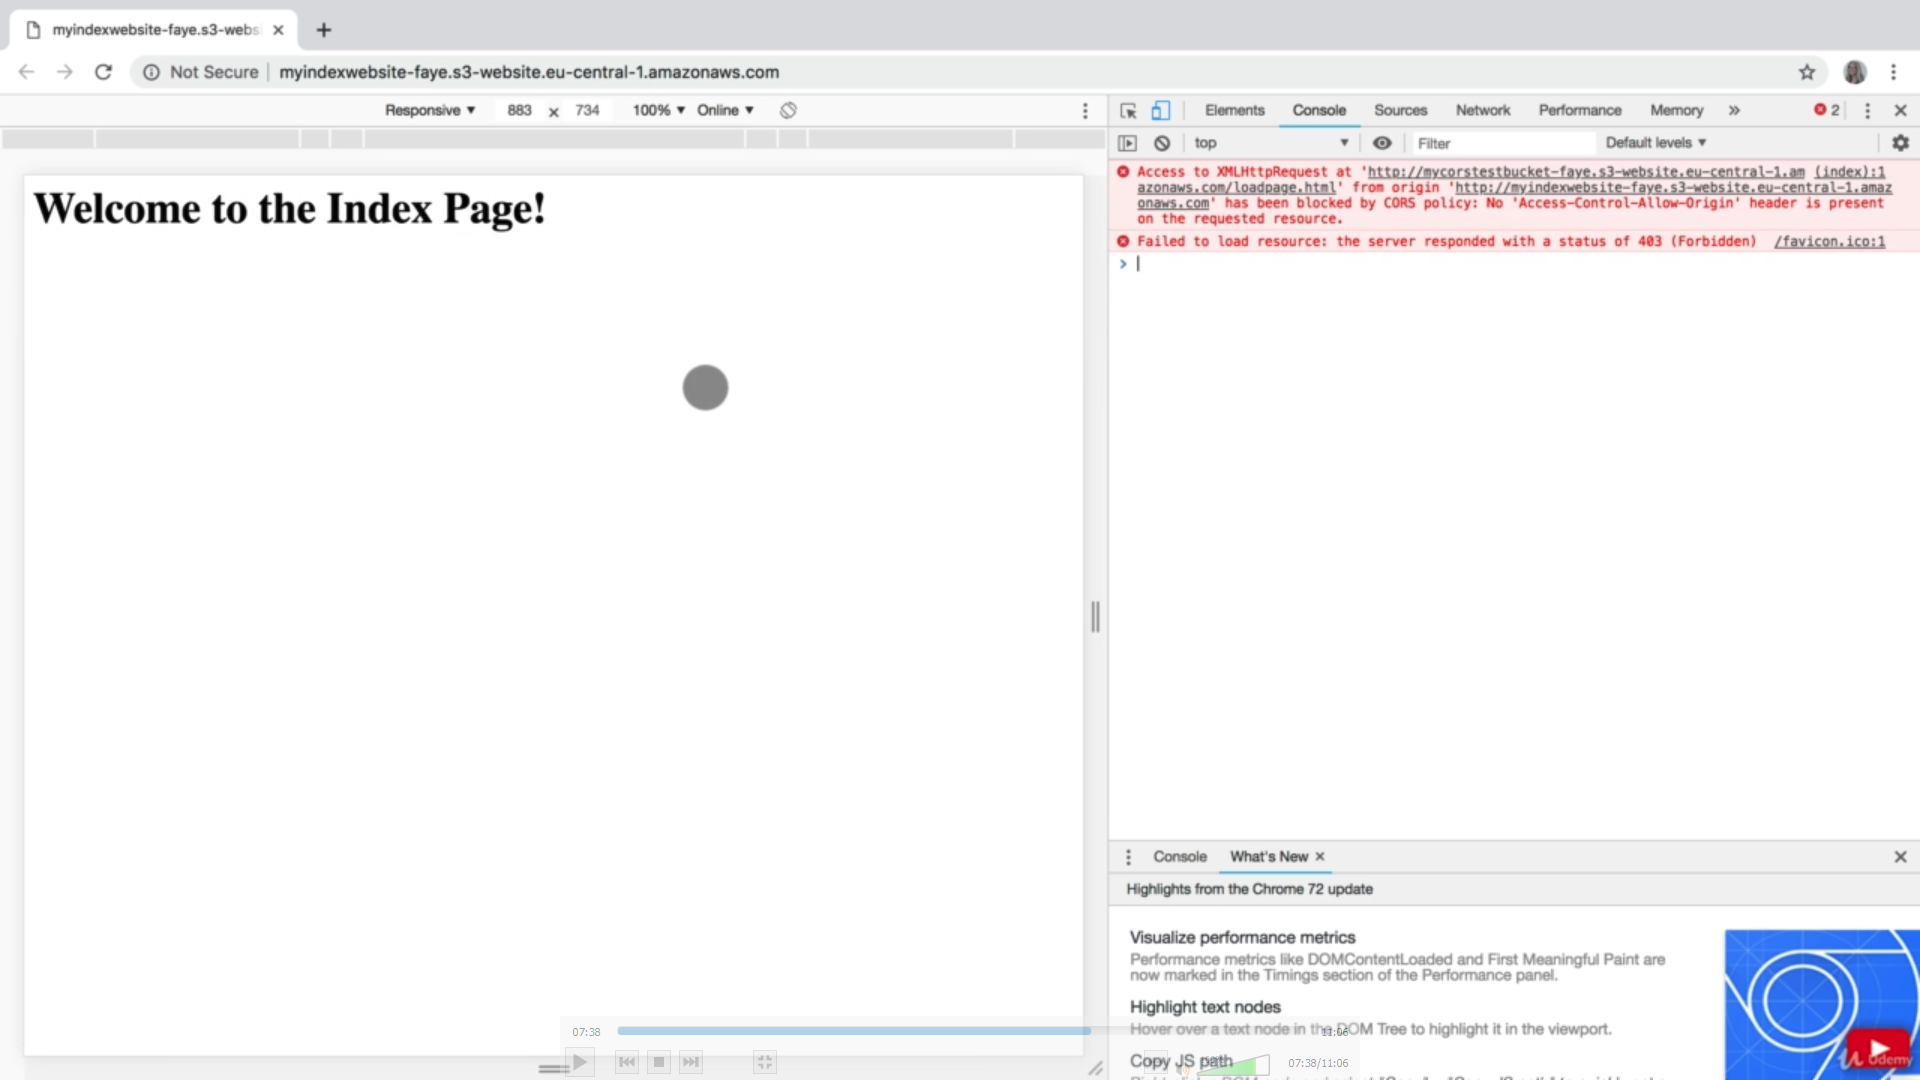 myindexwebsite-faye.s3-webs
Not Secure
myindexwebsite-faye.s3-website.eu-central-1.amazonaws.com
Responsive ▼ 883 x 734 100% ▼ Online ▼
Elements Console Sources Network Performance Memory » 2
top ▼ Filter Default levels ▼
Welcome to the Index Page!
Access to XMLHttpRequest at 'http://mycorstestbucket-faye.s3-website.eu-central-1.am (index):1
azonaws.com/loadpage.html' from origin 'http://myindexwebsite-faye.s3-website.eu-central-1.amaz
onaws.com' has been blocked by CORS policy: No 'Access-Control-Allow-Origin' header is present
on the requested resource.
Failed to load resource: the server responded with a status of 403 (Forbidden) /favicon.ico:1
Console What's New
Highlights from the Chrome 72 update
Visualize performance metrics
Performance metrics like DOMContentLoaded and First Meaningful Paint are
now marked in the Timings section of the Performance panel.
Highlight text nodes
Hover over a text node in the DOM Tree to highlight it in the viewport.
Copy JS path
07:38 11:06
07:38/11:06
Udemy